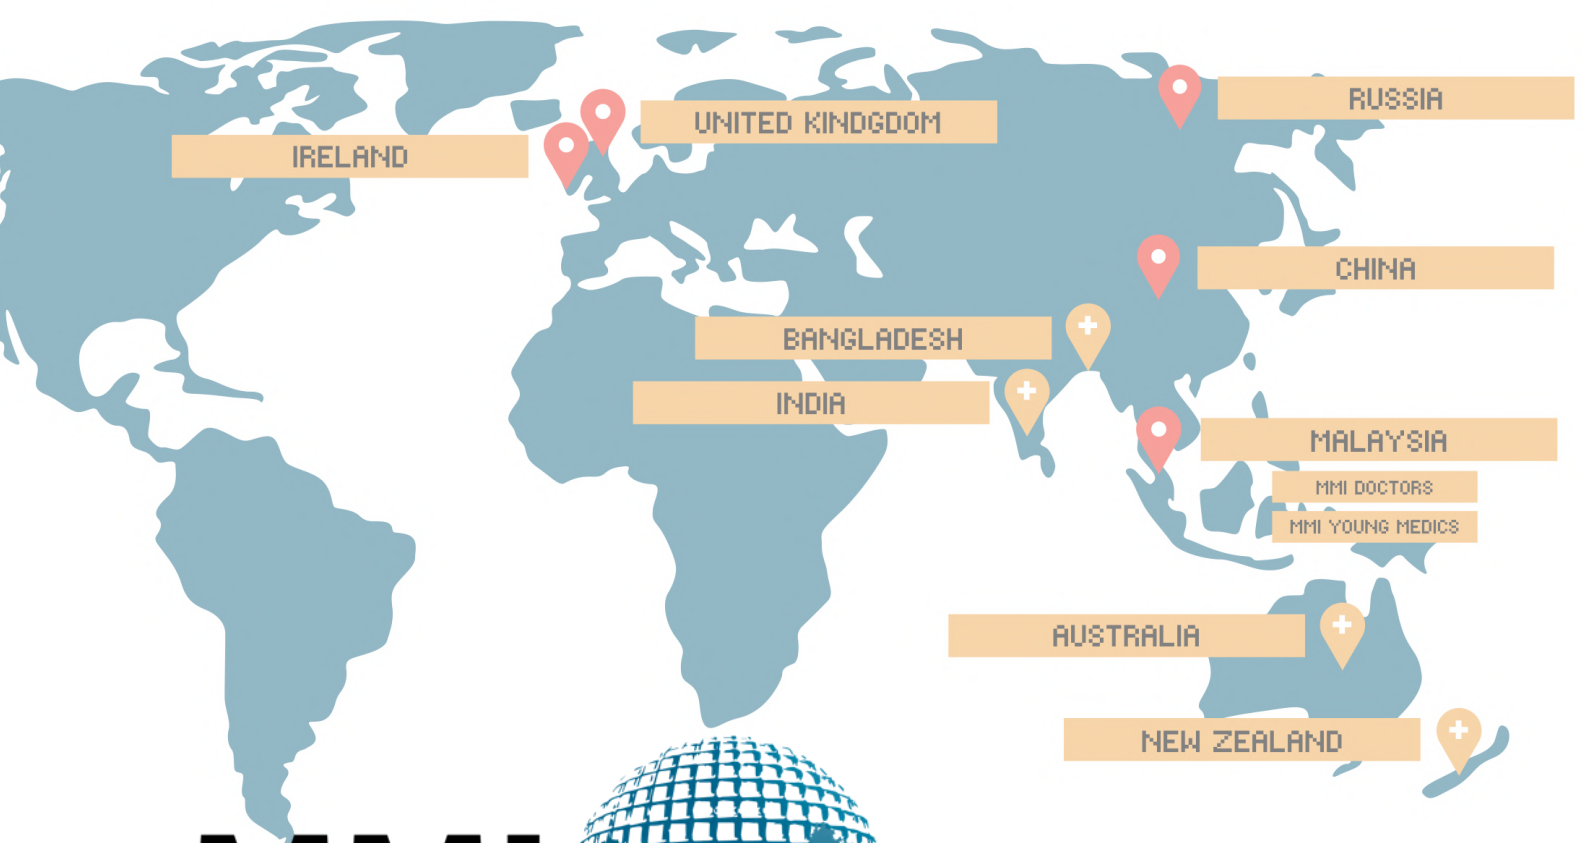 RUSSIA
UNITED KINDGDOM
IRELAND
CHINA
BANGLADESH
INDIA
MALAYSIA
MMI DOCTORS
MMI YOUNG MEDICS
AUSTRALIA
NEW ZEALAND